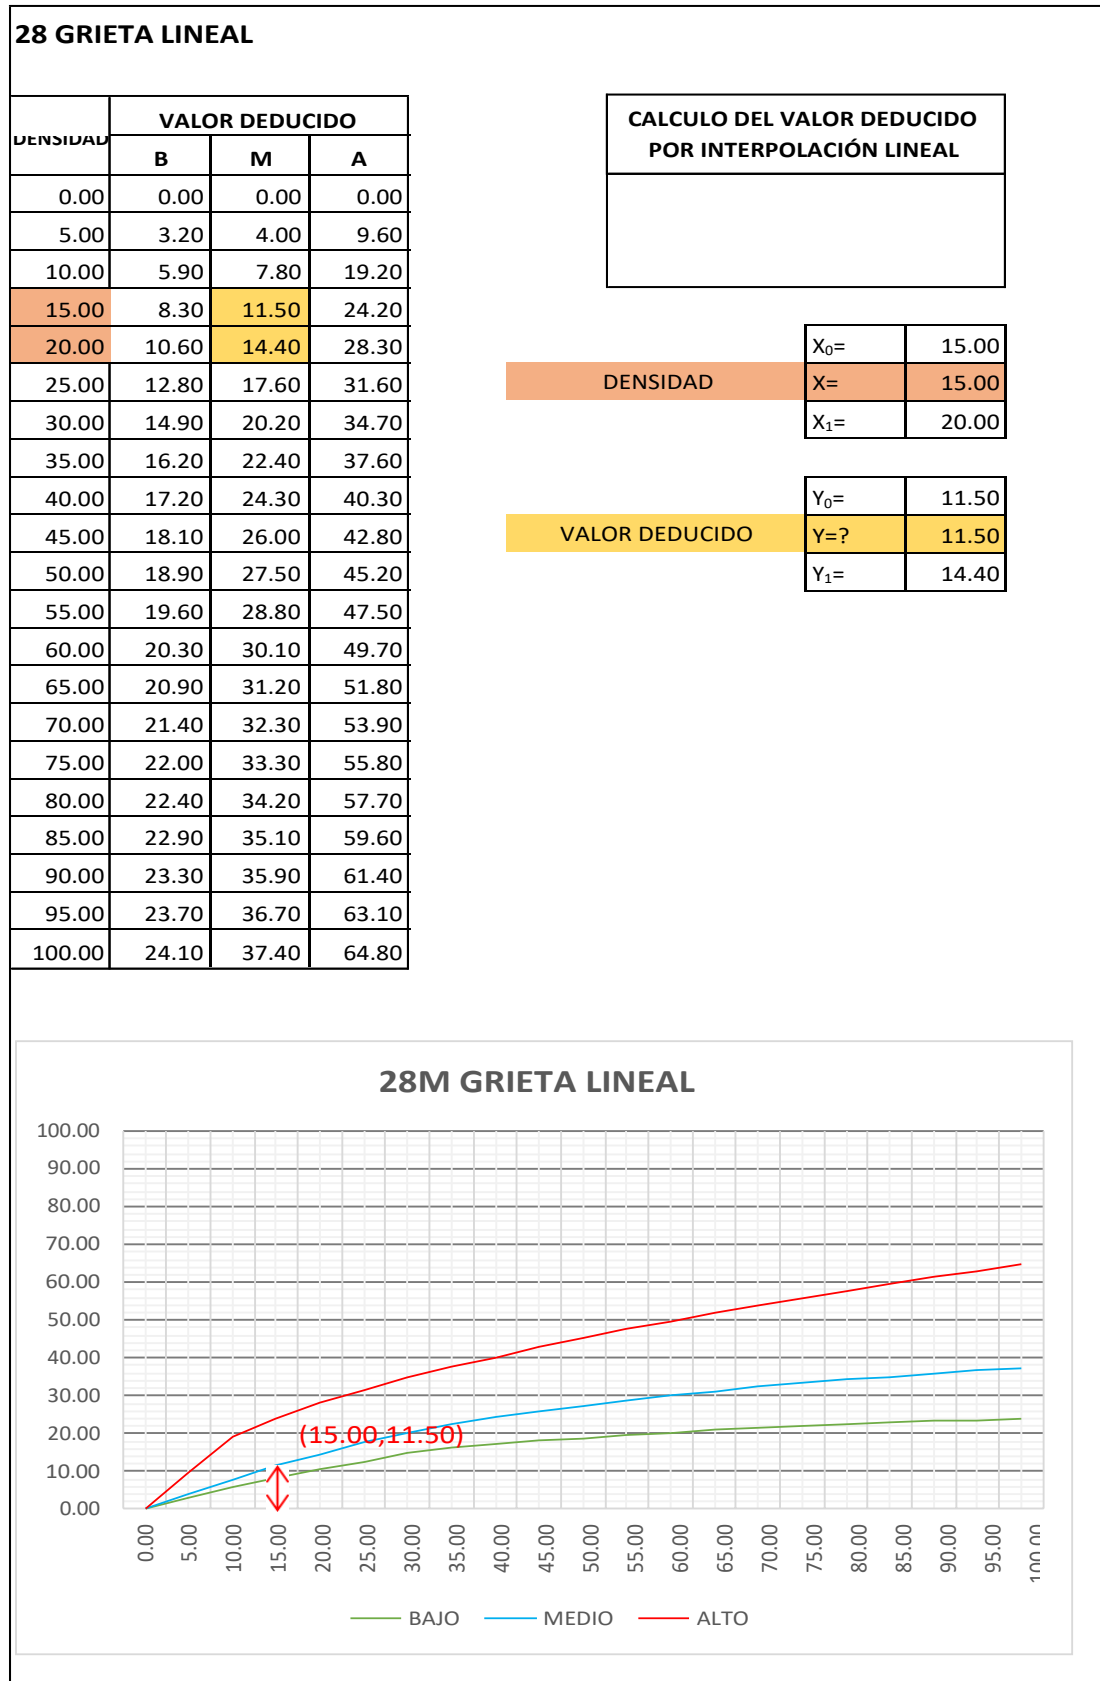 28 GRIETA LINEAL
DENSIDAD VALOR DEDUCIDO
B M A
0.00 0.00 0.00 0.00
5.00 3.20 4.00 9.60
10.00 5.90 7.80 19.20
15.00 8.30 11.50 24.20
20.00 10.60 14.40 28.30
25.00 12.80 17.60 31.60
30.00 14.90 20.20 34.70
35.00 16.20 22.40 37.60
40.00 17.20 24.30 40.30
45.00 18.10 26.00 42.80
50.00 18.90 27.50 45.20
55.00 19.60 28.80 47.50
60.00 20.30 30.10 49.70
65.00 20.90 31.20 51.80
70.00 21.40 32.30 53.90
75.00 22.00 33.30 55.80
80.00 22.40 34.20 57.70
85.00 22.90 35.10 59.60
90.00 23.30 35.90 61.40
95.00 23.70 36.70 63.10
100.00 24.10 37.40 64.80
CALCULO DEL VALOR DEDUCIDO
POR INTERPOLACIÓN LINEAL
X₀= 15.00
DENSIDAD X= 15.00
X₁= 20.00
Y₀= 11.50
VALOR DEDUCIDO Y=? 11.50
Y₁= 14.40
28M GRIETA LINEAL
100.00
90.00
80.00
70.00
60.00
50.00
40.00
30.00
20.00
10.00
0.00
(15.00,11.50)
0.00 5.00 10.00 15.00 20.00 25.00 30.00 35.00 40.00 45.00 50.00 55.00 60.00 65.00 70.00 75.00 80.00 85.00 90.00 95.00 100.00
BAJO MEDIO ALTO